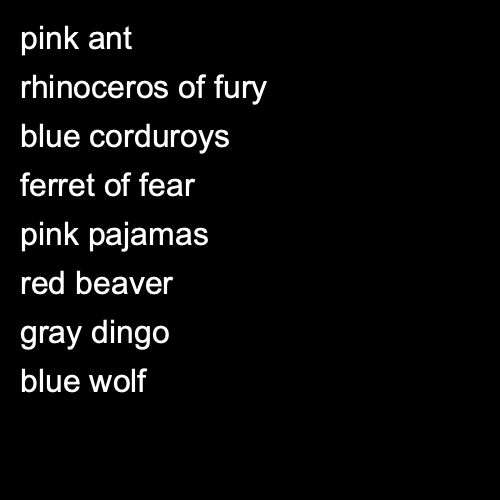 pink ant
rhinoceros of fury
blue corduroys
ferret of fear
pink pajamas
red beaver
gray dingo
blue wolf